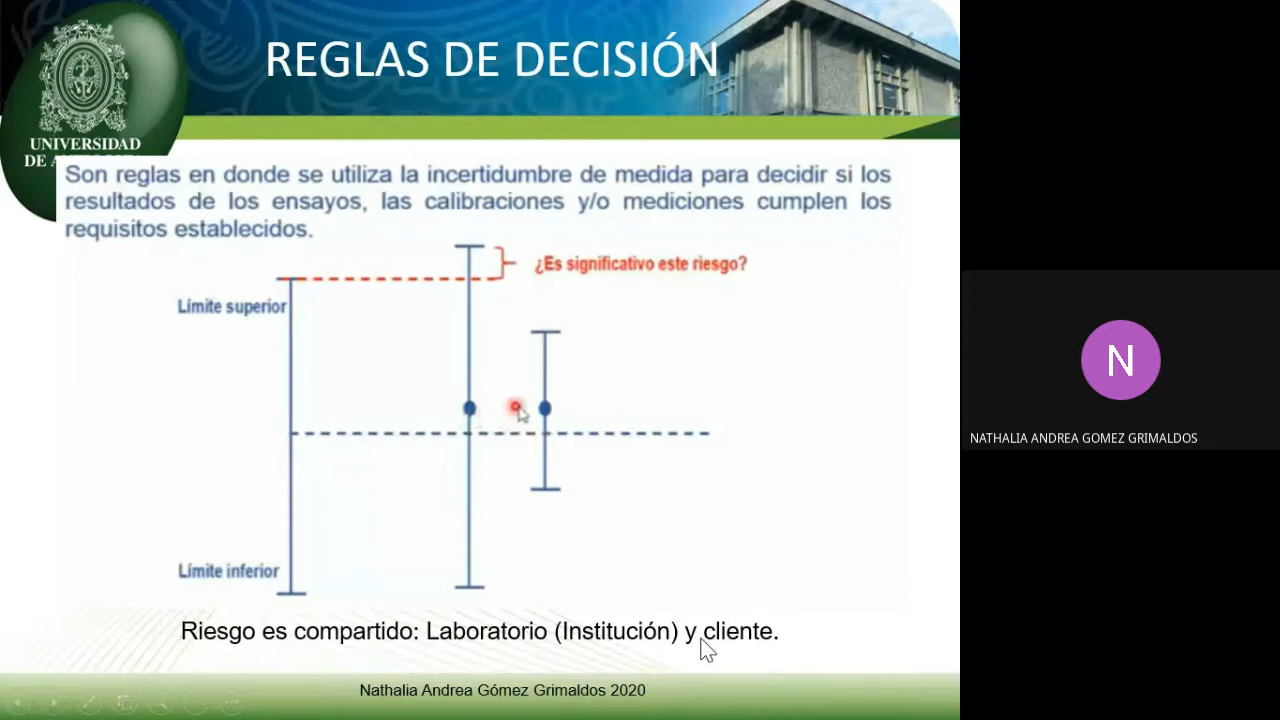 REGLAS DE DECISIÓN
UNIVERSIDAD
DE
Son reglas en donde se utiliza la incertidumbre de medida para decidir si los
resultados de los ensayos, las calibraciones y/o mediciones cumplen los
requisitos establecidos.
¿Es significativo este riesgo?
Límite superior
Límite inferior
Riesgo es compartido: Laboratorio (Institución) y cliente.
Nathalia Andrea Gómez Grimaldos 2020
N
NATHALIA ANDREA GOMEZ GRIMALDOS